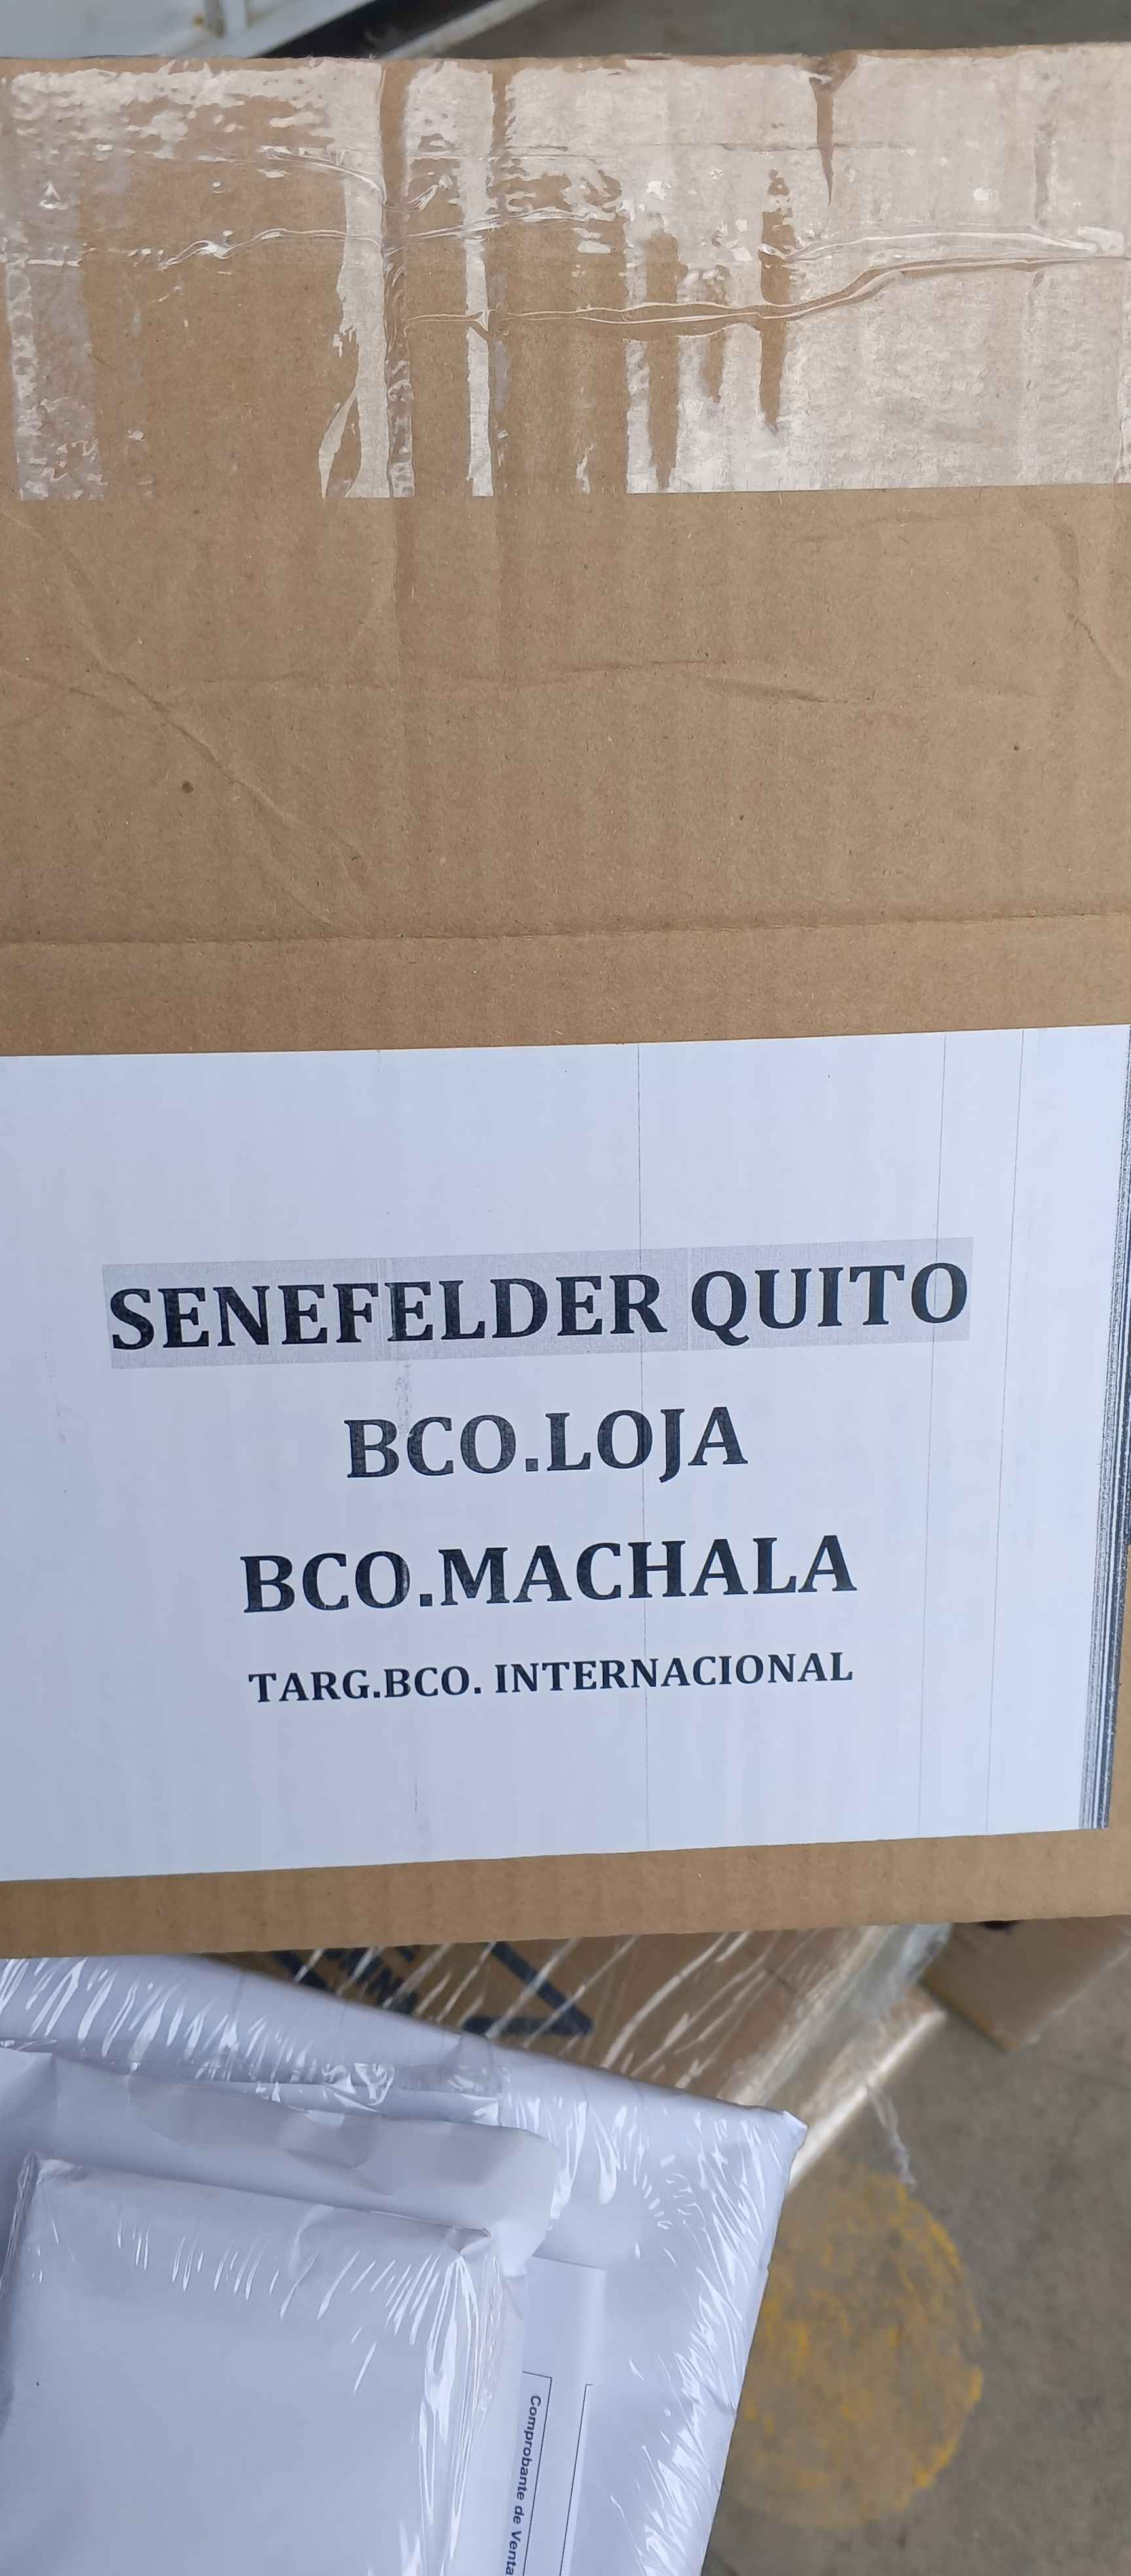 SENEFELDER QUITO
BCO.LOJA
BCO.MACHALA
TARG.BCO. INTERNACIONAL
Comprobante de Venta